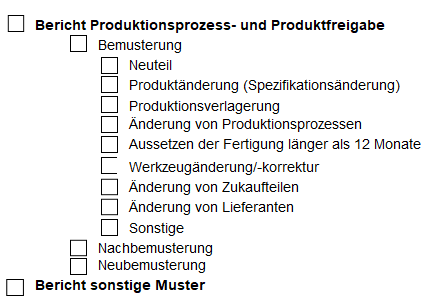 Bericht Produktionsprozess- und Produktfreigabe
Bemusterung
Neuteil
Produktänderung (Spezifikationsänderung)
Produktionsverlagerung
Änderung von Produktionsprozessen
Aussetzen der Fertigung länger als 12 Monate
Werkzeugänderung/-korrektur
Änderung von Zukaufteilen
Änderung von Lieferanten
Sonstige
Nachbemusterung
Neubemusterung
Bericht sonstige Muster